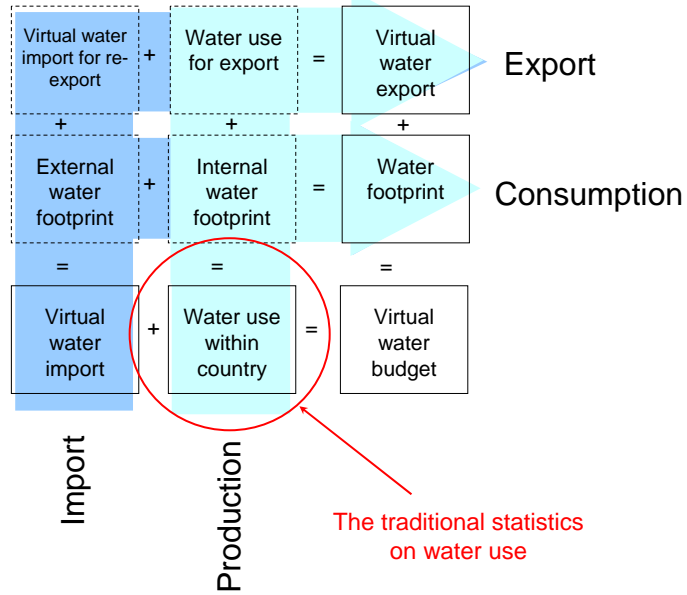 Virtual water
import for re-
export
+
Water use
for export
=
Virtual
water
export
Export
+
+
+
External
water
footprint
+
Internal
water
footprint
=
Water
footprint
Consumption
=
=
=
Virtual
water
import
+
Water use
within
country
=
Virtual
water
budget
Import
Production
The traditional statistics
on water use